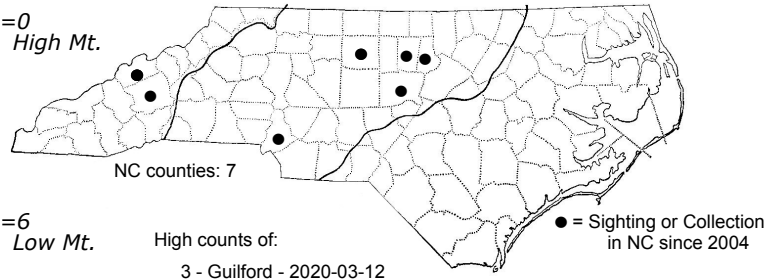 =0
High Mt.
NC counties: 7
=6
Low Mt.
High counts of:
3 - Guilford - 2020-03-12
● = Sighting or Collection
in NC since 2004